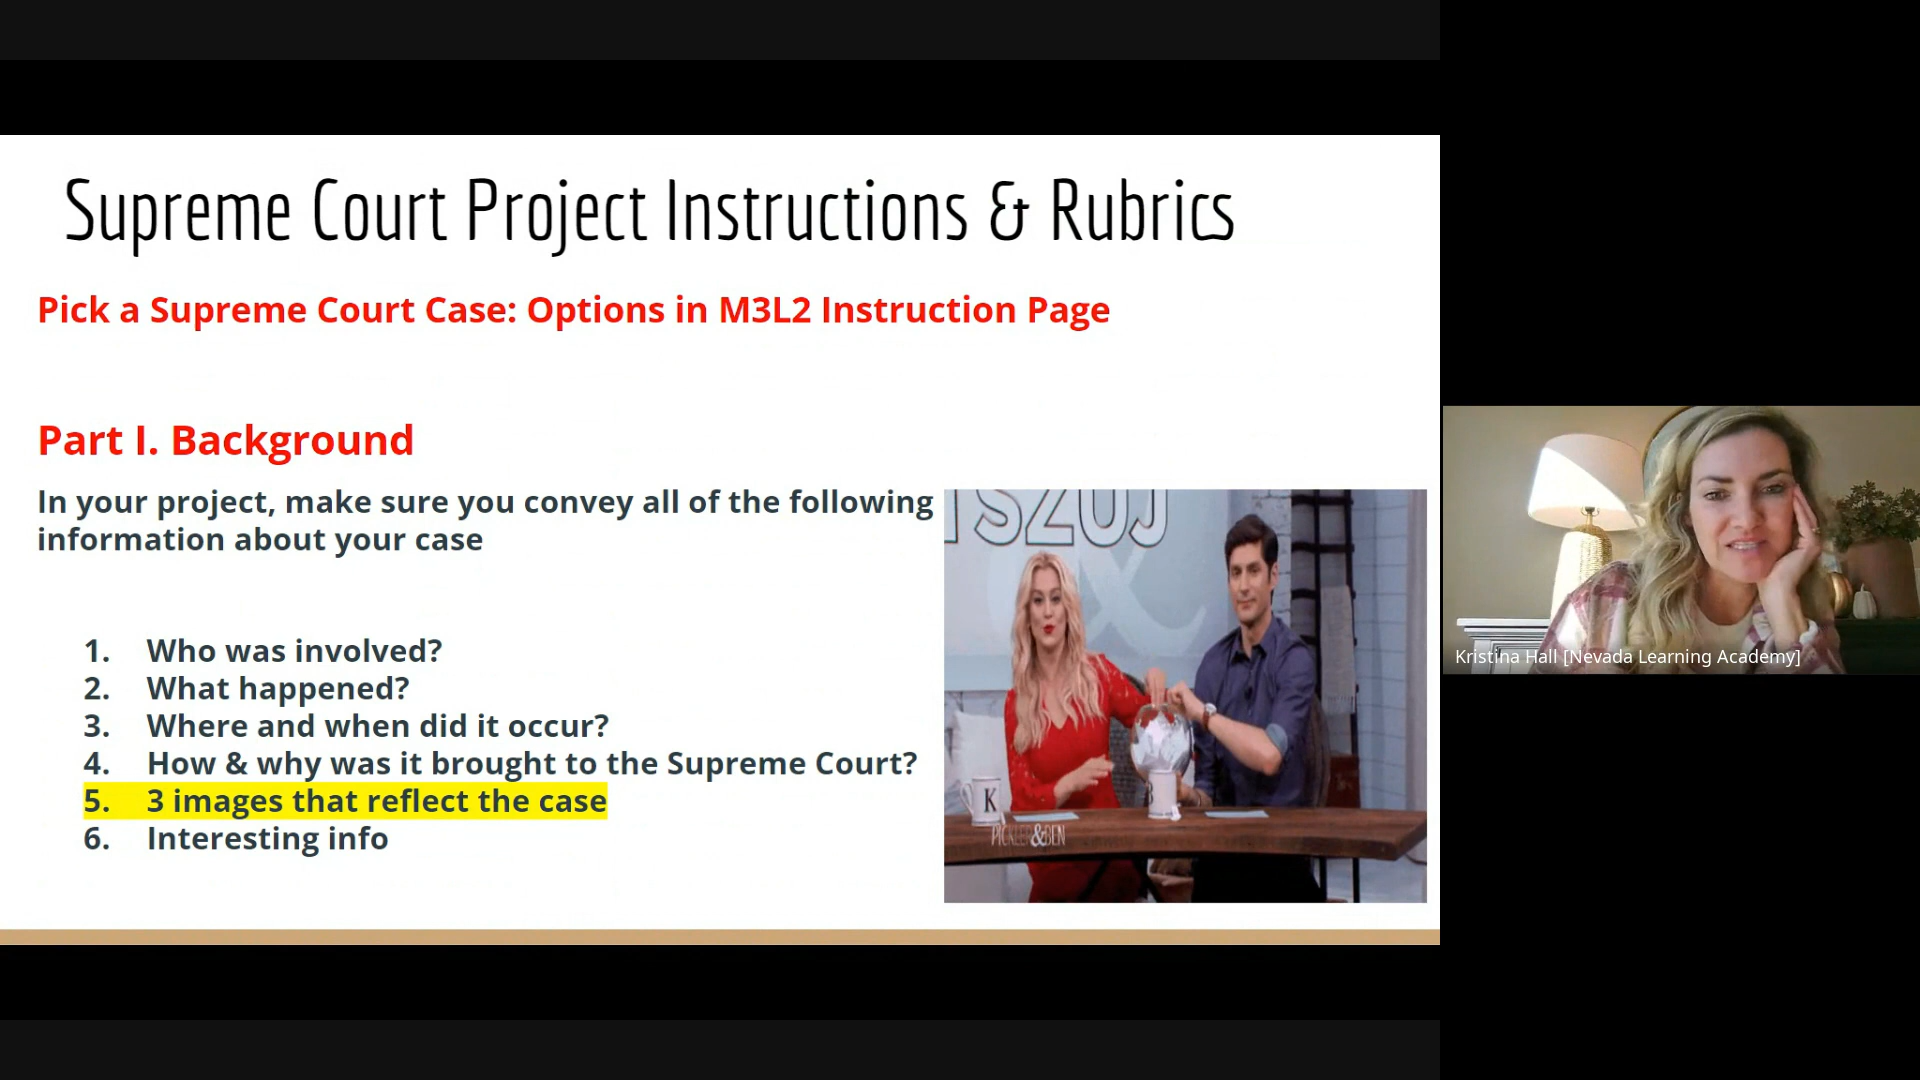 Supreme Court Project Instructions & Rubrics
Pick a Supreme Court Case: Options in M3L2 Instruction Page
Part I. Background
In your project, make sure you convey all of the following
information about your case
1. Who was involved?
2. What happened?
3. Where and when did it occur?
4. How & why was it brought to the Supreme Court?
5. 3 images that reflect the case
6. Interesting info
K
PICKLER&BEN
Kristina Hall [Nevada Learning Academy]